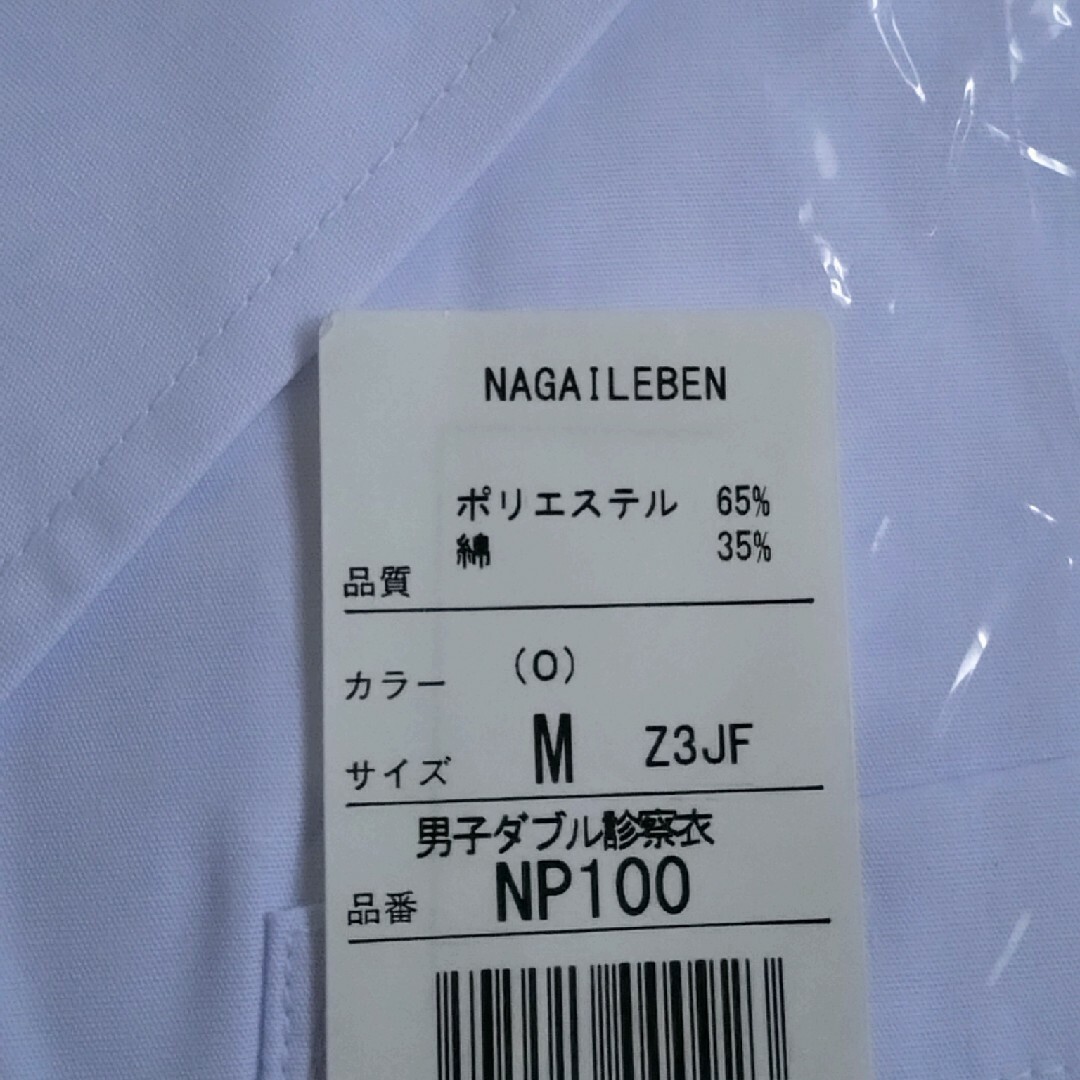 NAGAILEBEN
ポリエステル 65%
綿 35%
品質
カラー (0)
サイズ M Z3JF
男子ダブル診察衣
品番 NP100